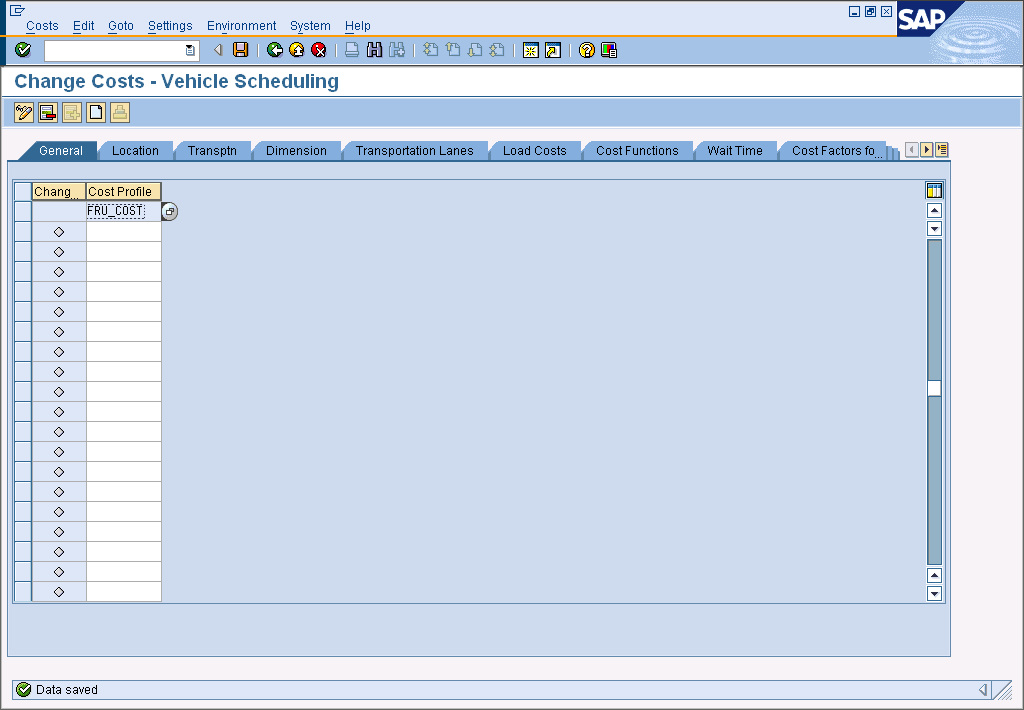 Costs Edit Goto Settings Environment System Help
SAP
Change Costs - Vehicle Scheduling
General Location Transptn Dimension Transportation Lanes Load Costs Cost Functions Wait Time Cost Factors fo...
Chang... Cost Profile
FRU_COST
Data saved